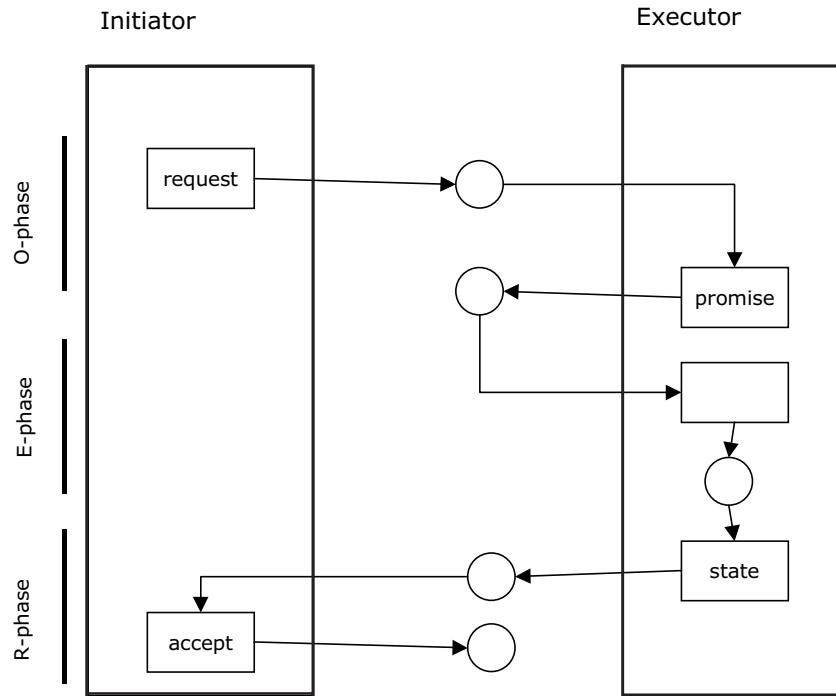 Initiator
Executor
O-phase
request
promise
E-phase
R-phase
state
accept